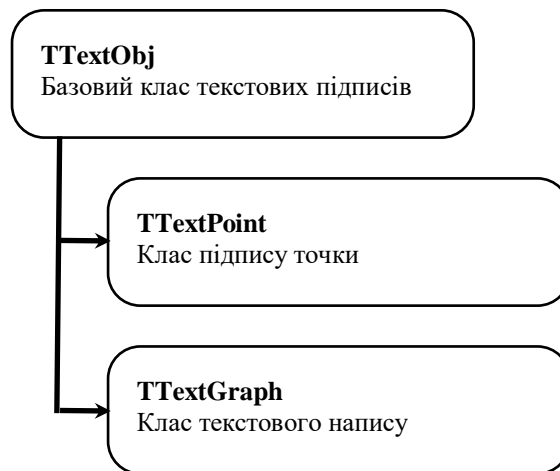 TTextObj
Базовий клас текстових підписів
TTextPoint
Клас підпису точки
TTextGraph
Клас текстового напису